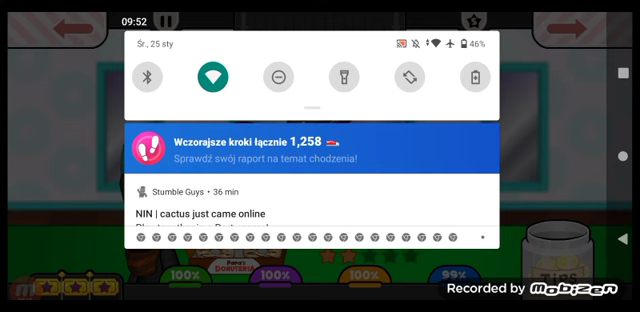 09:52
Śr., 25 sty
46%
Wczorajsze kroki łącznie 1,258
Sprawdź swój raport na temat chodzenia!
Stumble Guys • 36 min
NIN | cactus just came online
PAPA'S DONUTERIA
100%
100%
100%
99%
TiPS
Recorded by mobizen